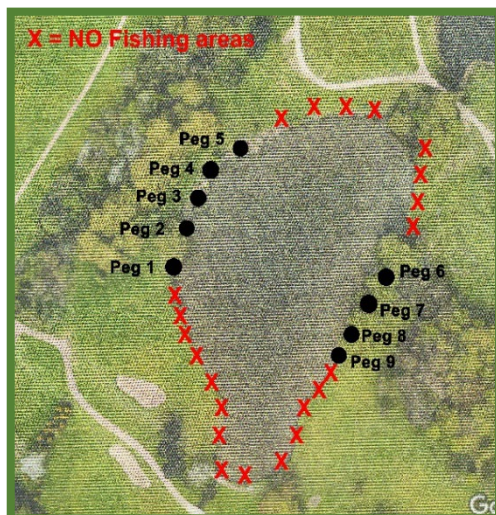 X = NO Fishing areas
X X X X
Peg 5
X
Peg 4
X
Peg 3
X
Peg 2
X
Peg 1
Peg 6
X
Peg 7
X
X
Peg 8
X
Peg 9
X
X
X
X
X
X
X
X
X
X
X
Go